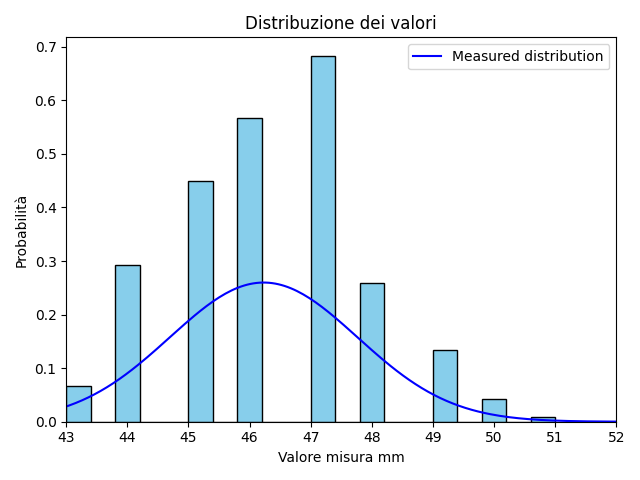 Distribuzione dei valori
Measured distribution
Probabilità
0.7
0.6
0.5
0.4
0.3
0.2
0.1
0.0
43 44 45 46 47 48 49 50 51 52
Valore misura mm